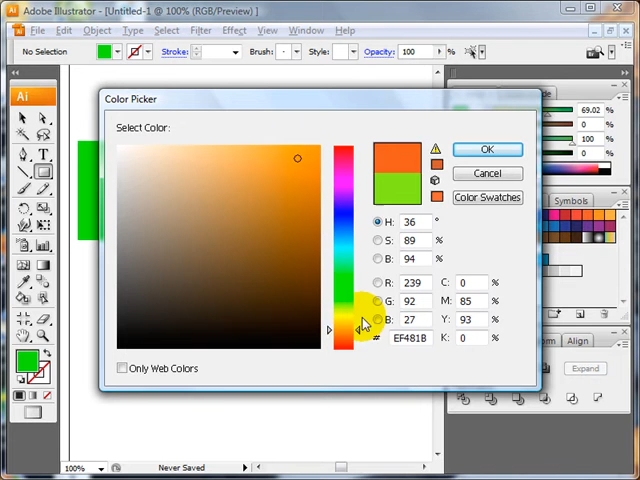 Adobe Illustrator - [Untitled-1 @ 100% (RGB/Preview) ]
File Edit Object Type Select Filter Effect View Window Help
No Selection Stroke: Brush: Style: Opacity: 100 %
Ai
Color Picker
Select Color:
OK
Cancel
Color Swatches
H: 36 °
S: 89 %
B: 94 %
R: 239 C: 0 %
G: 92 M: 85 %
B: 27 Y: 93 %
# EF481B K: 0 %
Only Web Colors
69.02
0
100
Symbols
Align
Expand
100% Never Saved